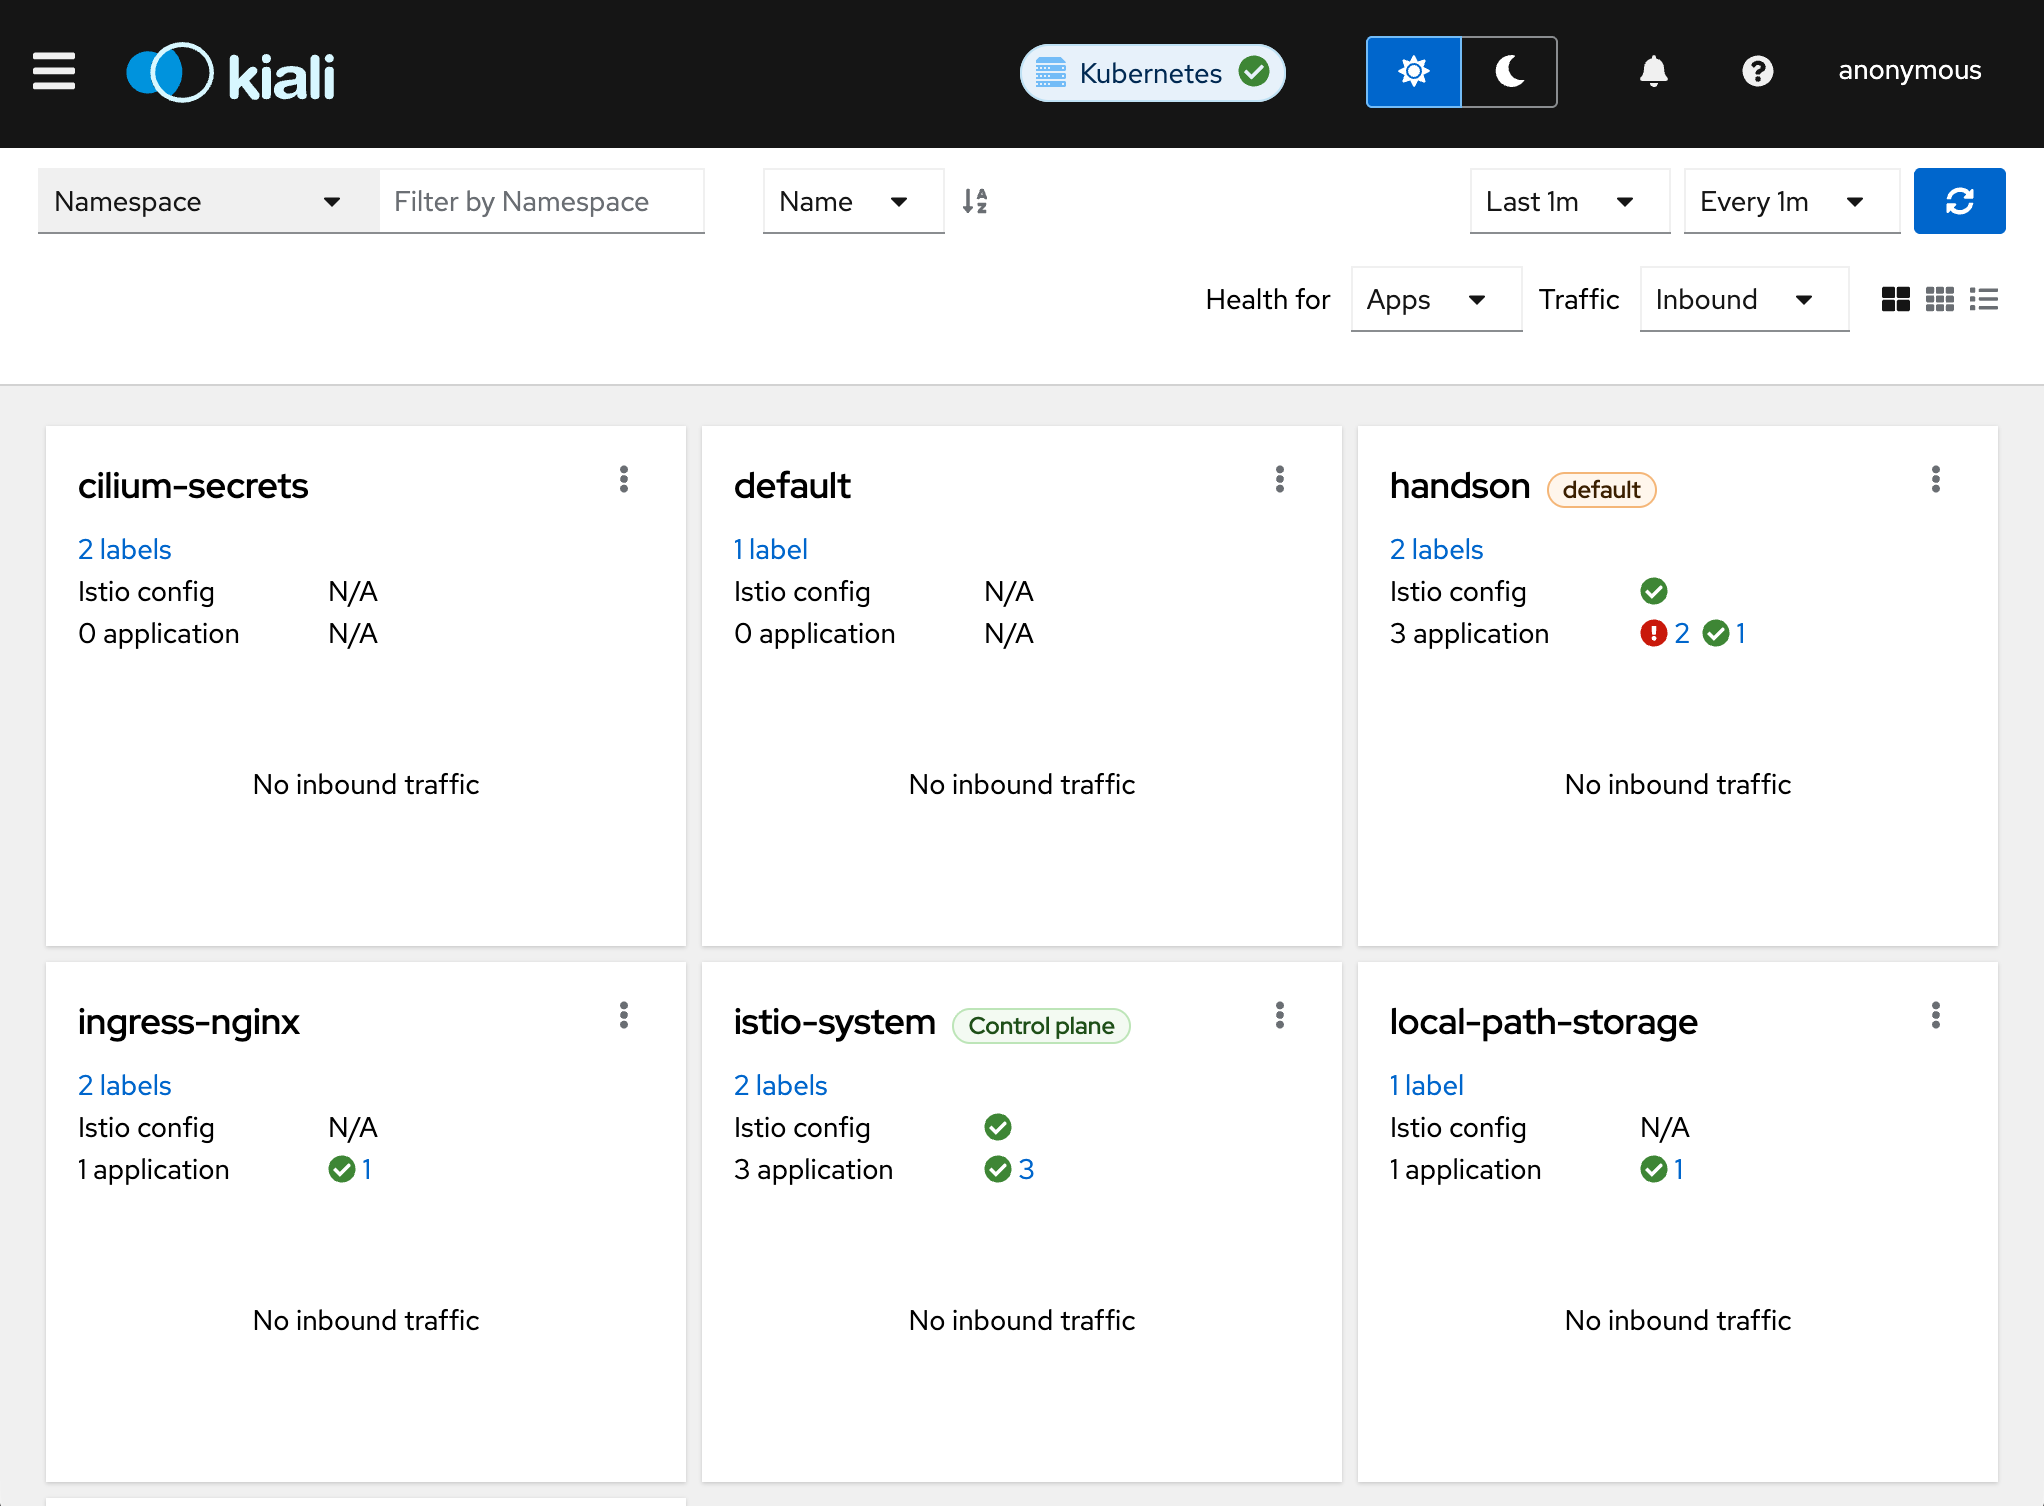 kiali
Kubernetes
anonymous
Namespace
Filter by Namespace
Name
Last 1m
Every 1m
Health for
Apps
Traffic
Inbound
cilium-secrets
2 labels
Istio config N/A
0 application N/A
No inbound traffic
default
1 label
Istio config N/A
0 application N/A
No inbound traffic
handson default
2 labels
Istio config
3 application 2 1
No inbound traffic
ingress-nginx
2 labels
Istio config N/A
1 application 1
No inbound traffic
istio-system Control plane
2 labels
Istio config
3 application 3
No inbound traffic
local-path-storage
1 label
Istio config N/A
1 application 1
No inbound traffic